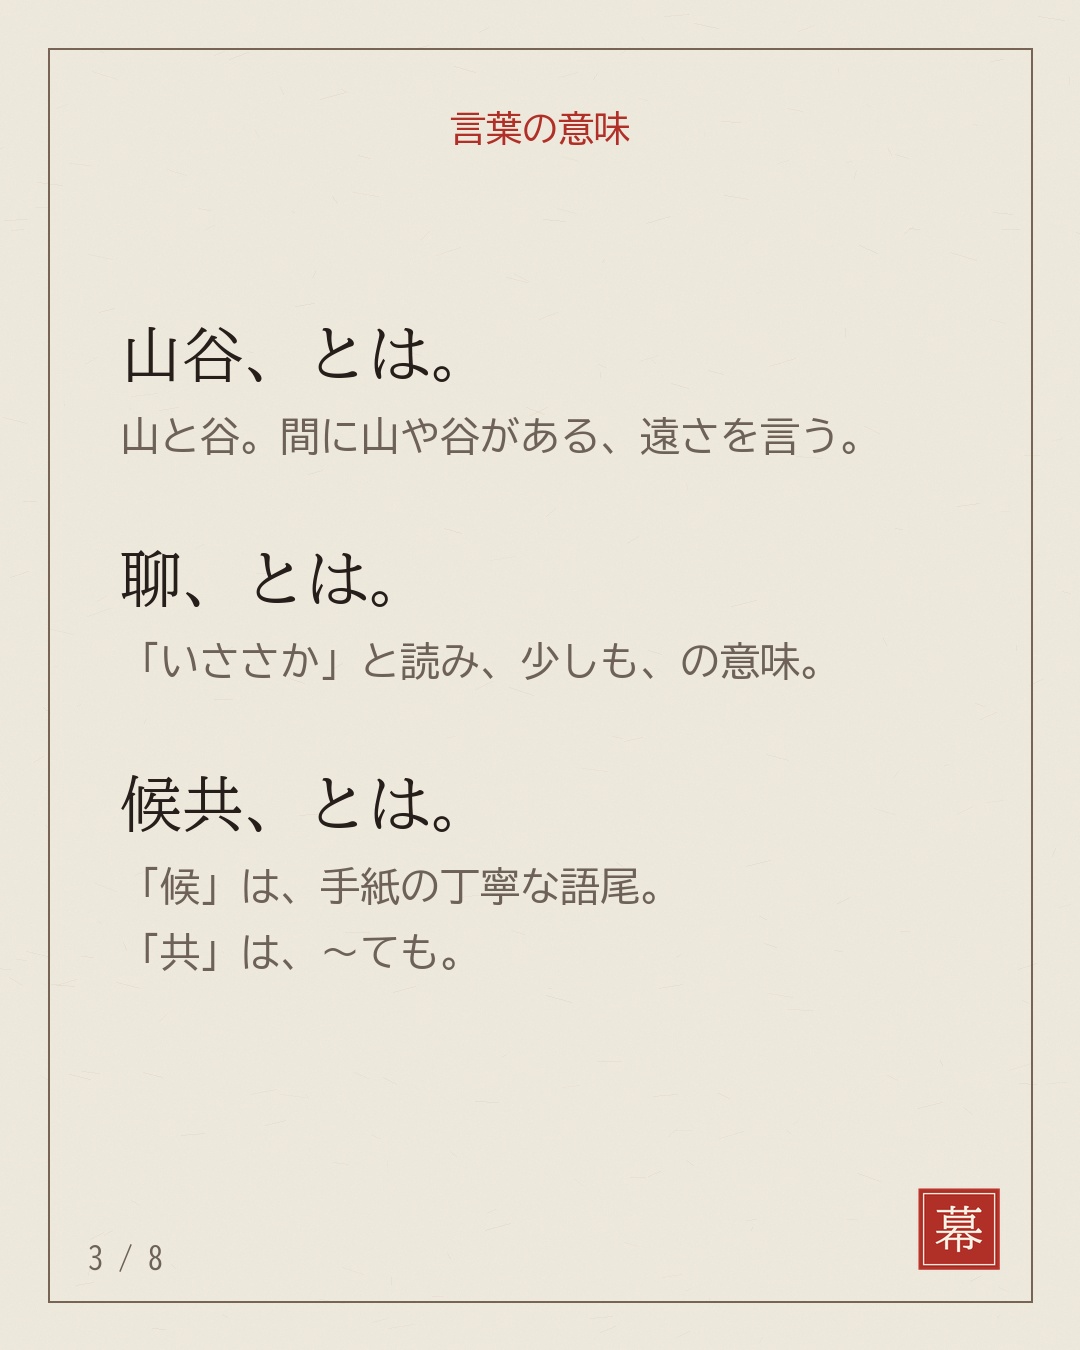 言葉の意味
山谷、とは。
山と谷。間に山や谷がある、遠さを言う。
聊、とは。
「いささか」と読み、少しも、の意味。
候共、とは。
「候」は、手紙の丁寧な語尾。
「共」は、〜ても。
3 / 8
幕